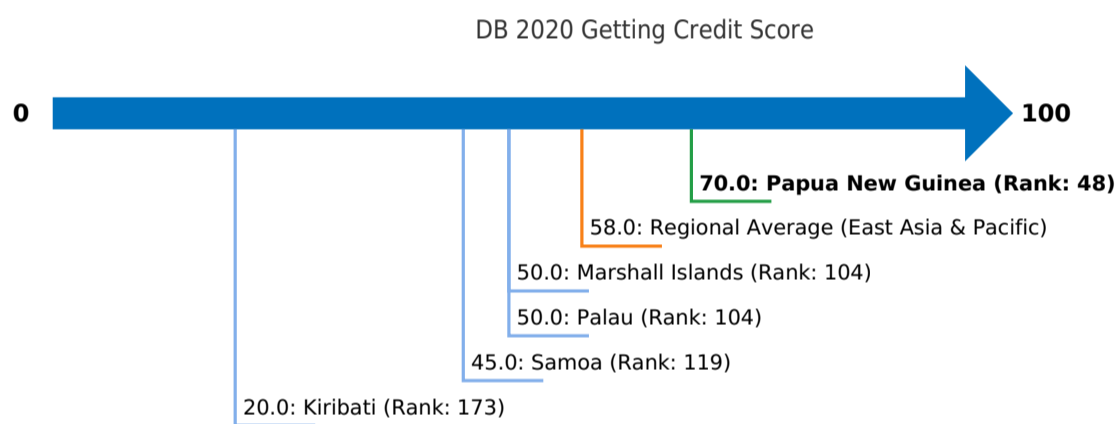 DB 2020 Getting Credit Score
0
100
70.0: Papua New Guinea (Rank: 48)
58.0: Regional Average (East Asia & Pacific)
50.0: Marshall Islands (Rank: 104)
50.0: Palau (Rank: 104)
45.0: Samoa (Rank: 119)
20.0: Kiribati (Rank: 173)